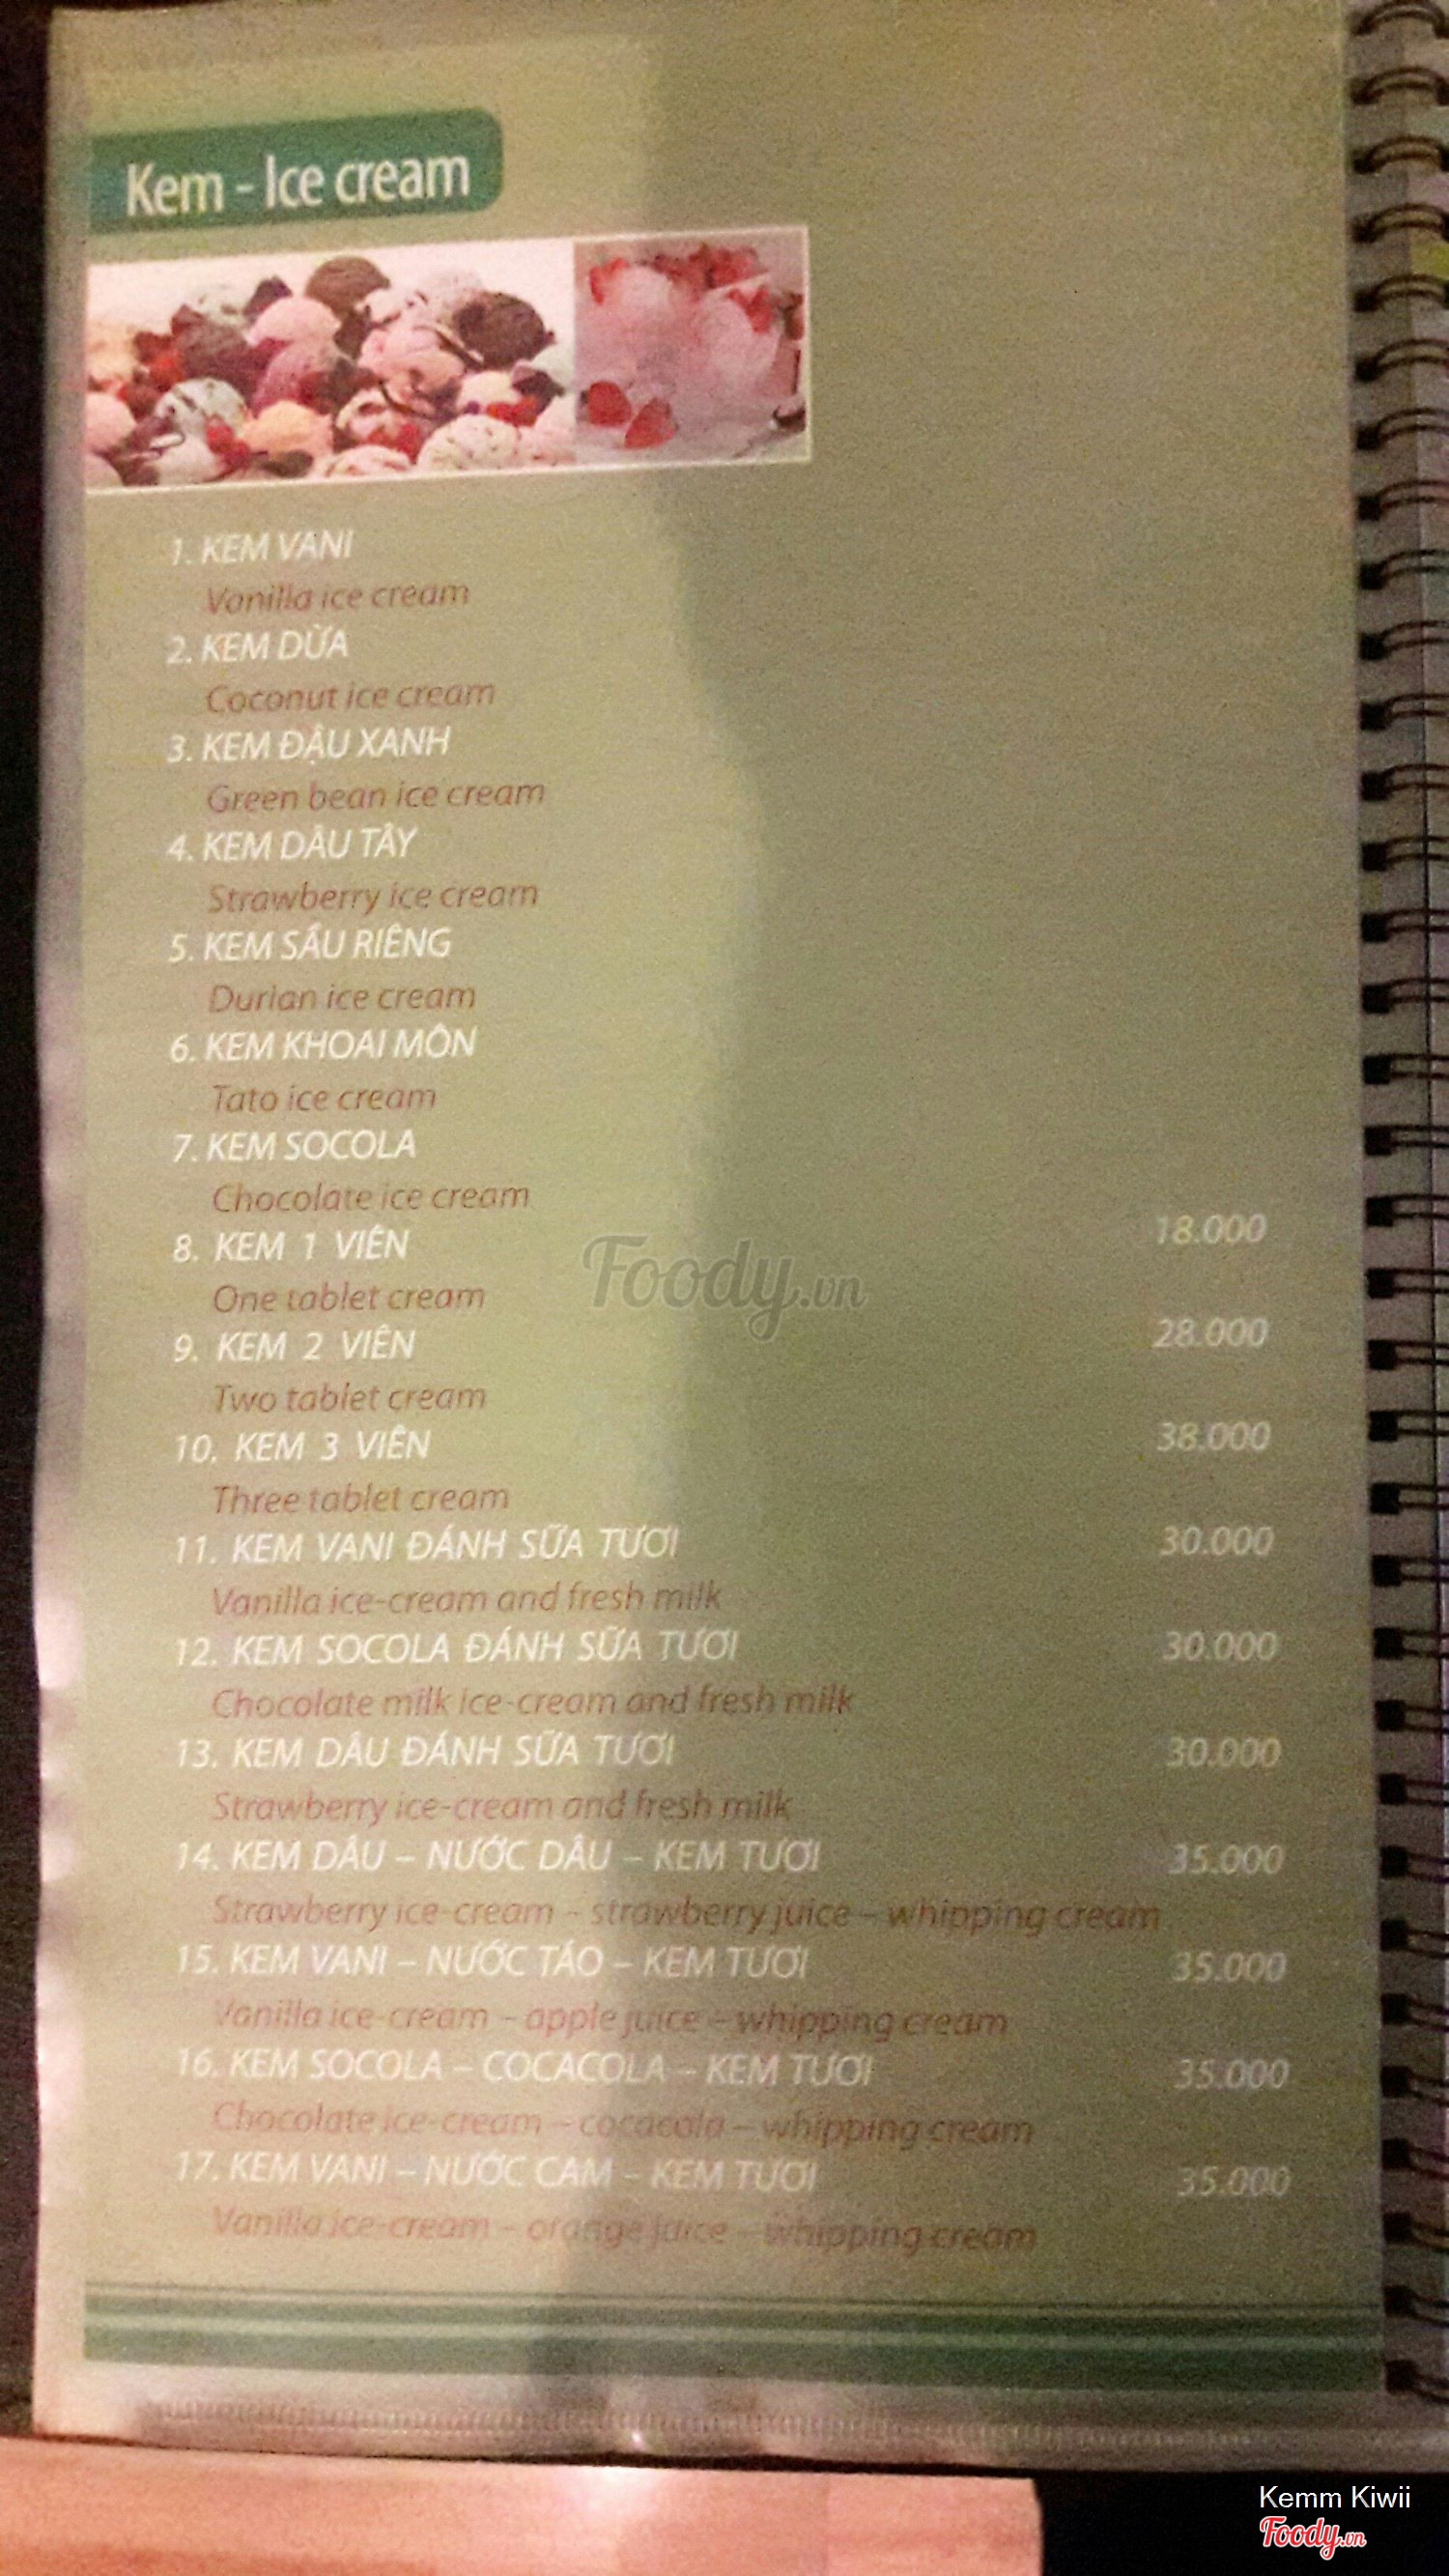 Kem - Ice cream
1. KEM VANI
Vanilla ice cream
2. KEM DỪA
Coconut ice cream
3. KEM ĐẬU XANH
Green bean ice cream
4. KEM DÂU TÂY
Strawberry ice cream
5. KEM SẦU RIÊNG
Durian ice cream
6. KEM KHOAI MÔN
Tato ice cream
7. KEM SOCOLA
Chocolate ice cream
8. KEM 1 VIÊN 18.000
One tablet cream
9. KEM 2 VIÊN 28.000
Two tablet cream
10. KEM 3 VIÊN 38.000
Three tablet cream
11. KEM VANI ĐÁNH SỮA TƯƠI 30.000
Vanilla ice-cream and fresh milk
12. KEM SOCOLA ĐÁNH SỮA TƯƠI 30.000
Chocolate milk ice-cream and fresh milk
13. KEM DÂU ĐÁNH SỮA TƯƠI 30.000
Strawberry ice-cream and fresh milk
14. KEM DÂU – NƯỚC DÂU – KEM TƯƠI 35.000
Strawberry ice-cream – strawberry juice – whipping cream
15. KEM VANI – NƯỚC TÁO – KEM TƯƠI 35.000
Vanilla ice-cream – apple juice – whipping cream
16. KEM SOCOLA – COCACOLA – KEM TƯƠI 35.000
Chocolate ice-cream – cocacola – whipping cream
17. KEM VANI – NƯỚC CAM – KEM TƯƠI 35.000
Vanilla ice-cream – orange juice – whipping cream
Foody.vn
Kemm Kiwii
Foody.vn